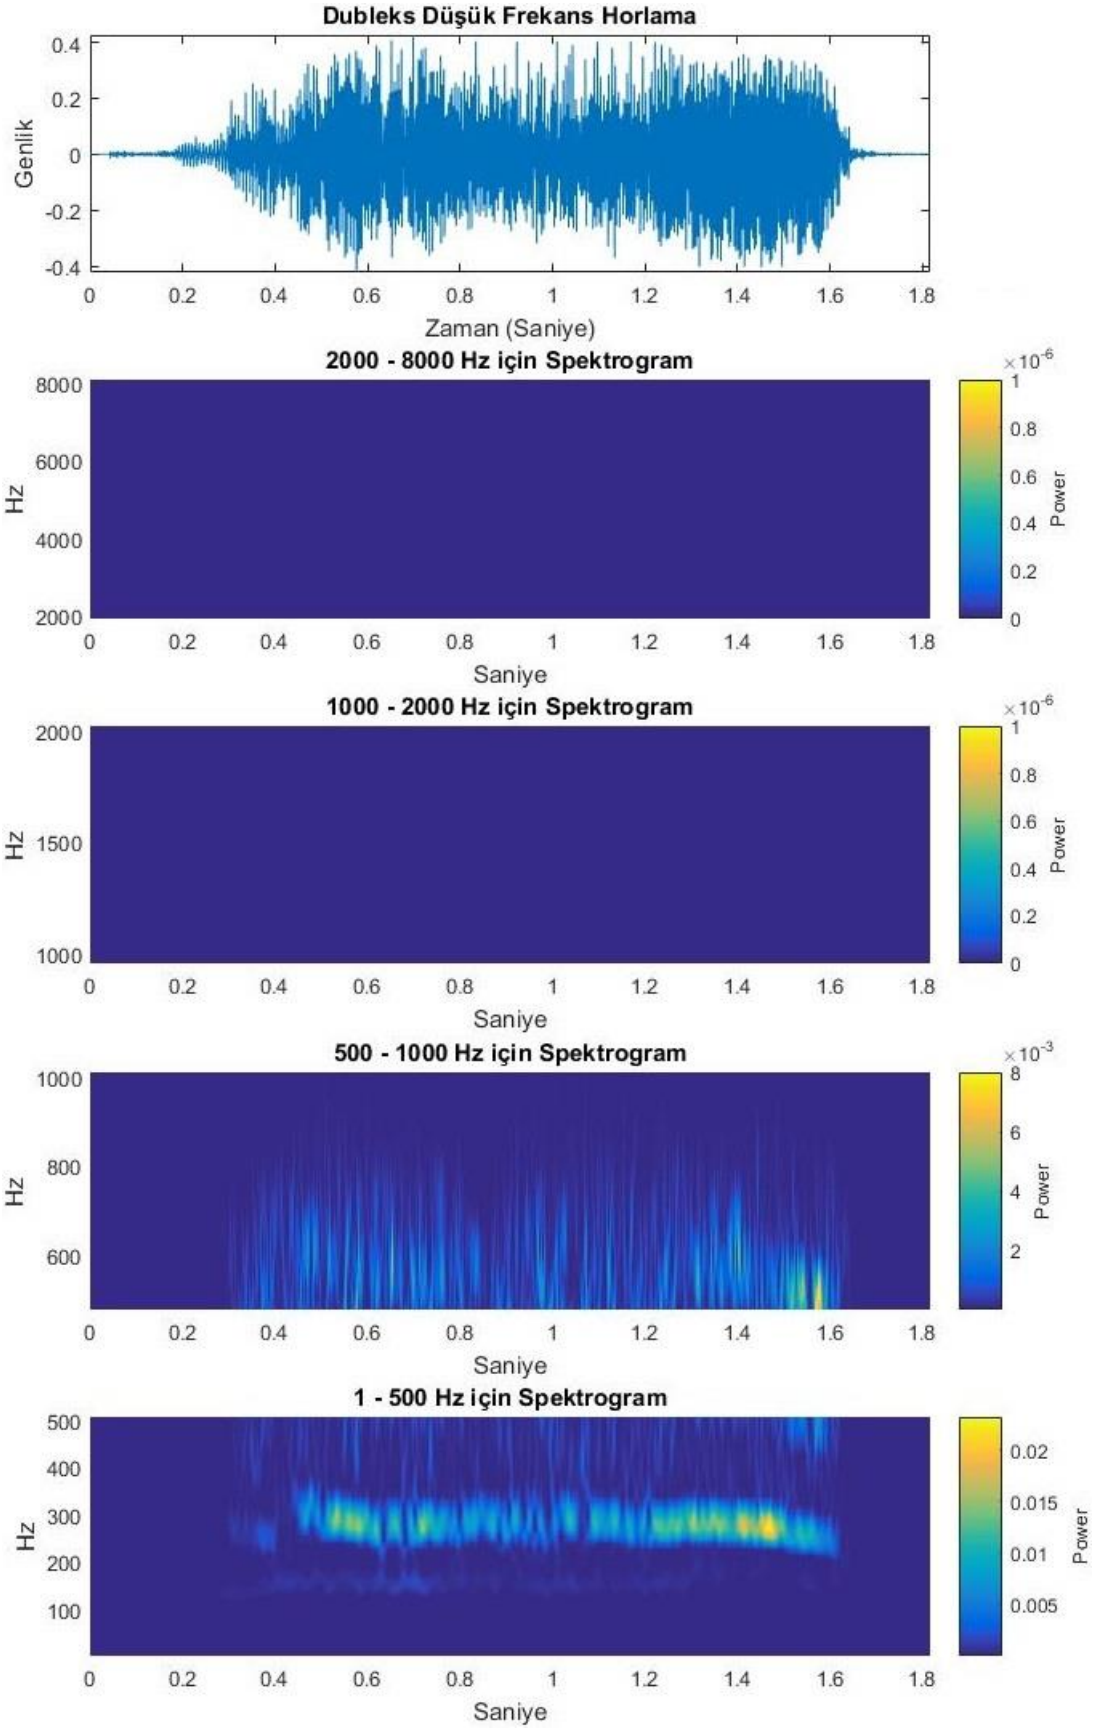 Dubleks Düşük Frekans Horlama
0.4
0.2
0
-0.2
-0.4
Genlik
0 0.2 0.4 0.6 0.8 1 1.2 1.4 1.6 1.8
Zaman (Saniye)
2000 - 8000 Hz için Spektrogram
×10-6
8000
6000
4000
2000
Hz
1
0.8
0.6
0.4
0.2
0
Power
0 0.2 0.4 0.6 0.8 1 1.2 1.4 1.6 1.8
Saniye
1000 - 2000 Hz için Spektrogram
×10-6
2000
1500
1000
Hz
1
0.8
0.6
0.4
0.2
0
Power
0 0.2 0.4 0.6 0.8 1 1.2 1.4 1.6 1.8
Saniye
500 - 1000 Hz için Spektrogram
×10-3
1000
800
600
Hz
8
6
4
2
Power
0 0.2 0.4 0.6 0.8 1 1.2 1.4 1.6 1.8
Saniye
1 - 500 Hz için Spektrogram
500
400
300
200
100
Hz
0.02
0.015
0.01
0.005
Power
0 0.2 0.4 0.6 0.8 1 1.2 1.4 1.6 1.8
Saniye